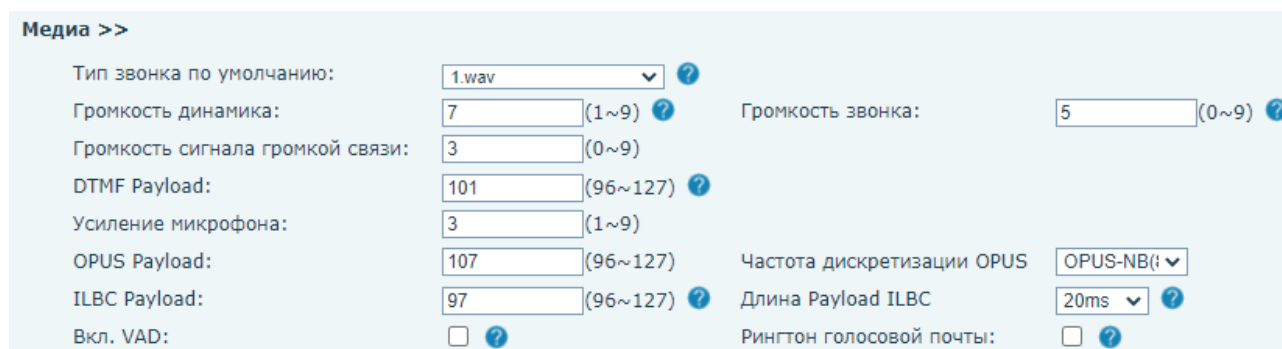 Медиа >>
Тип звонка по умолчанию: 1.wav ?
Громкость динамика: 7 (1~9) ? Громкость звонка: 5 (0~9) ?
Громкость сигнала громкой связи: 3 (0~9)
DTMF Payload: 101 (96~127) ?
Усиление микрофона: 3 (1~9)
OPUS Payload: 107 (96~127) Частота дискретизации OPUS OPUS-NB(
ILBC Payload: 97 (96~127) ? Длина Payload ILBC 20ms ?
Вкл. VAD: ? Рингтон голосовой почты: ?